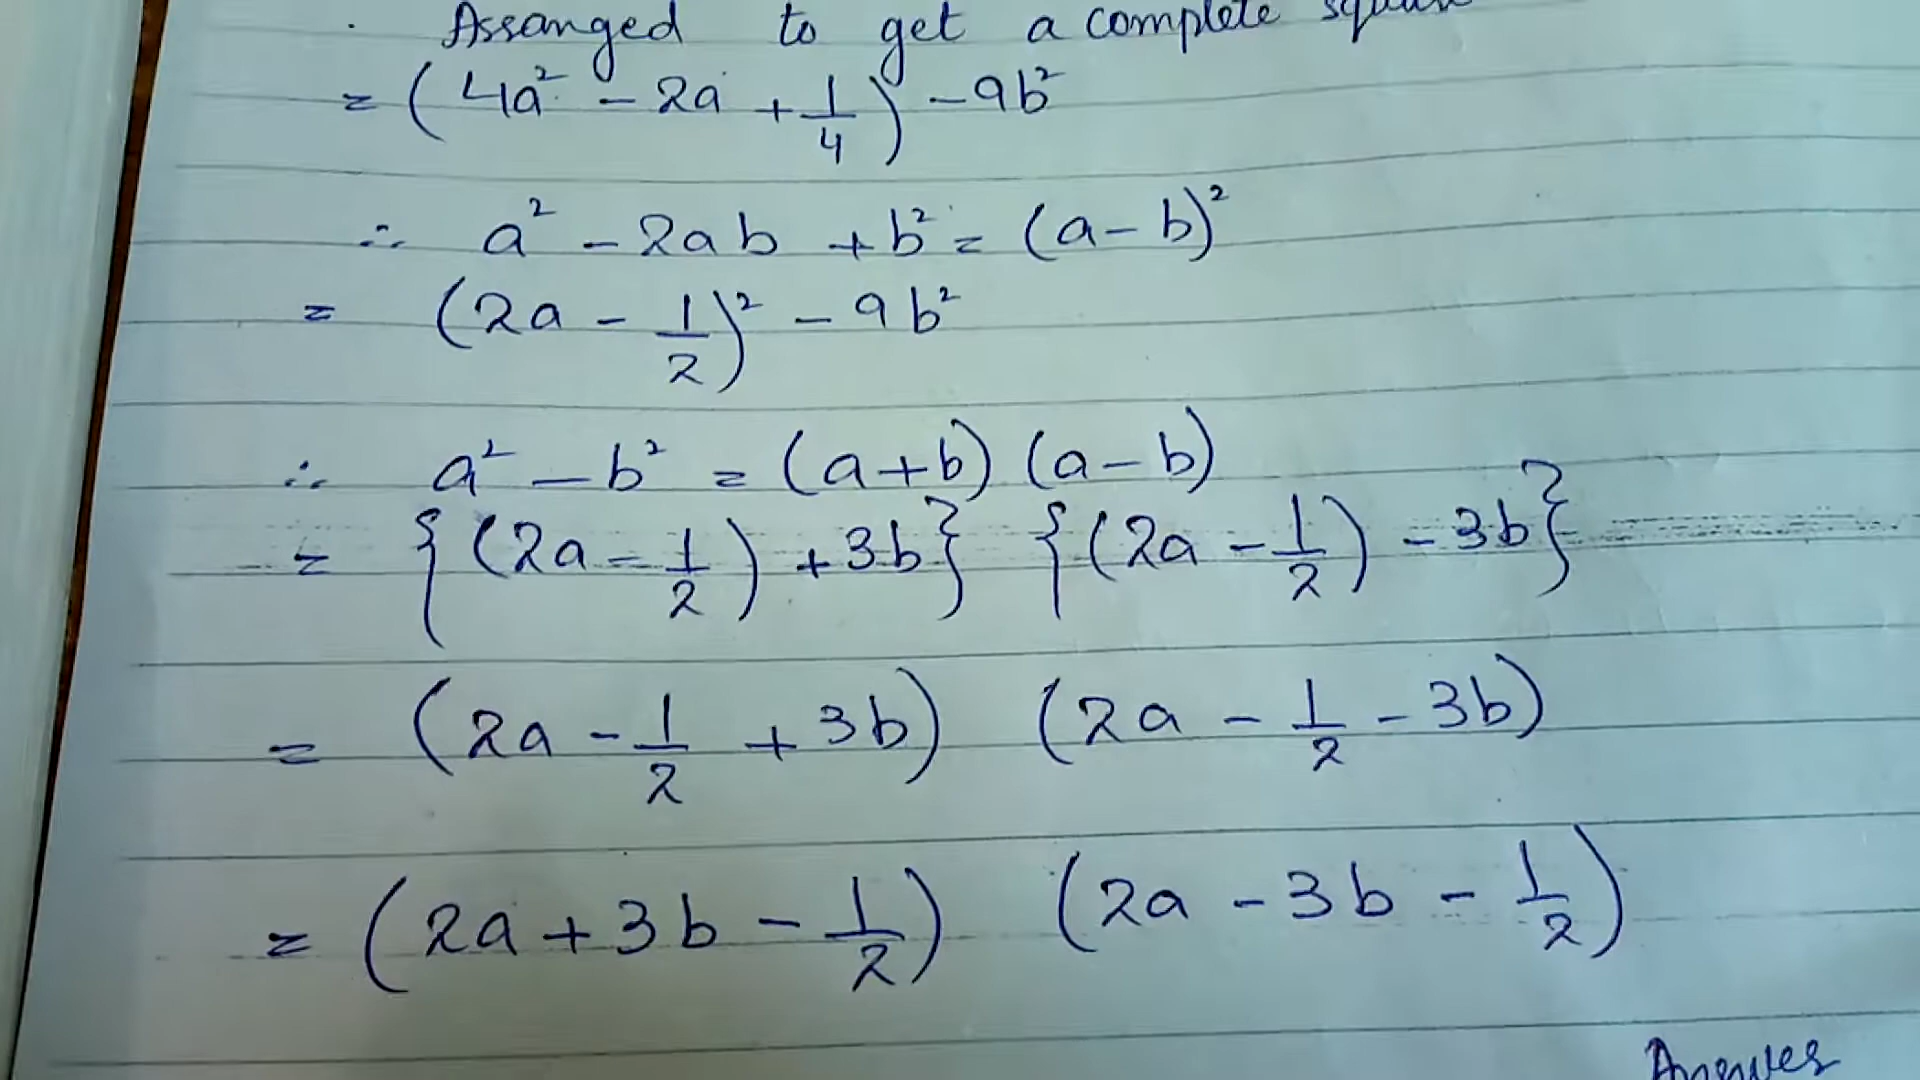 Assanged to get a complete square
= (4a² - 2a + 1/4) - 9b²
∴ a² - 2ab + b² = (a - b)²
= (2a - 1/2)² - 9b²
∴ a² - b² = (a+b) (a - b)
= {(2a - 1/2) + 3b} {(2a - 1/2) - 3b}
= (2a - 1/2 + 3b) (2a - 1/2 - 3b)
= (2a + 3b - 1/2) (2a - 3b - 1/2)
Answer